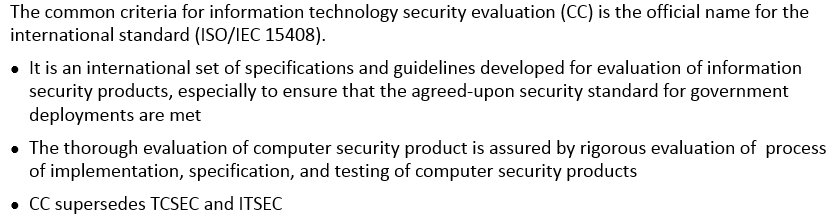 The common criteria for information technology security evaluation (CC) is the official name for the
international standard (ISO/IEC 15408).
• It is an international set of specifications and guidelines developed for evaluation of information
security products, especially to ensure that the agreed-upon security standard for government
deployments are met
• The thorough evaluation of computer security product is assured by rigorous evaluation of  process
of implementation, specification, and testing of computer security products
• CC supersedes TCSEC and ITSEC